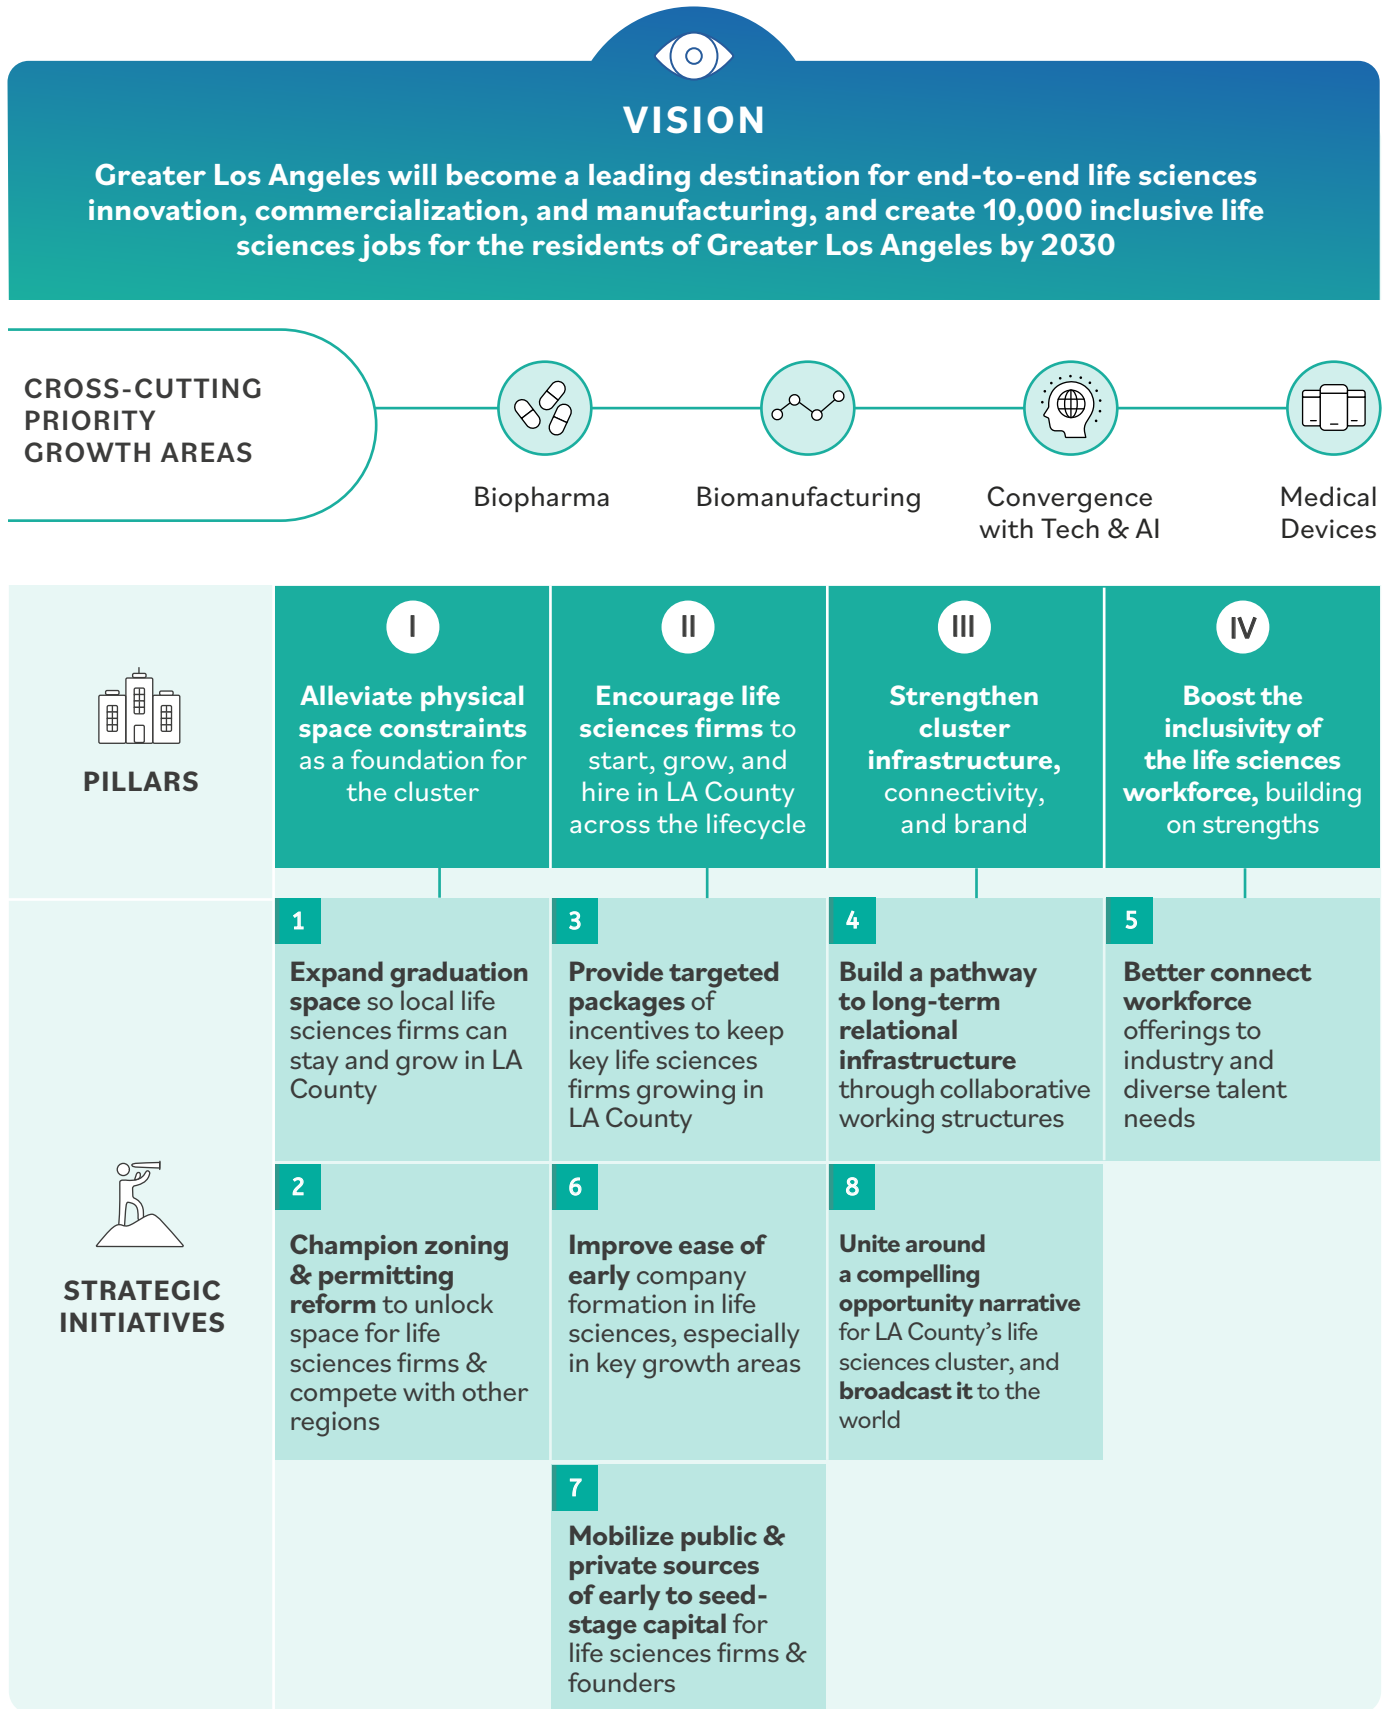 VISION
Greater Los Angeles will become a leading destination for end-to-end life sciences
innovation, commercialization, and manufacturing, and create 10,000 inclusive life
sciences jobs for the residents of Greater Los Angeles by 2030
CROSS-CUTTING
PRIORITY
GROWTH AREAS
Biopharma
Biomanufacturing
Convergence
with Tech & AI
Medical
Devices
PILLARS
I
Alleviate physical
space constraints
as a foundation for
the cluster
II
Encourage life
sciences firms to
start, grow, and
hire in LA County
across the lifecycle
III
Strengthen
cluster
infrastructure,
connectivity,
and brand
IV
Boost the
inclusivity of
the life sciences
workforce, building
on strengths
STRATEGIC
INITIATIVES
1
Expand graduation
space so local life
sciences firms can
stay and grow in LA
County
3
Provide targeted
packages of
incentives to keep
key life sciences
firms growing in
LA County
4
Build a pathway
to long-term
relational
infrastructure
through collaborative
working structures
5
Better connect
workforce
offerings to
industry and
diverse talent
needs
2
Champion zoning
& permitting
reform to unlock
space for life
sciences firms &
compete with other
regions
6
Improve ease of
early company
formation in life
sciences, especially
in key growth areas
8
Unite around
a compelling
opportunity narrative
for LA County's life
sciences cluster, and
broadcast it to the
world
7
Mobilize public &
private sources
of early to seed-
stage capital for
life sciences firms &
founders